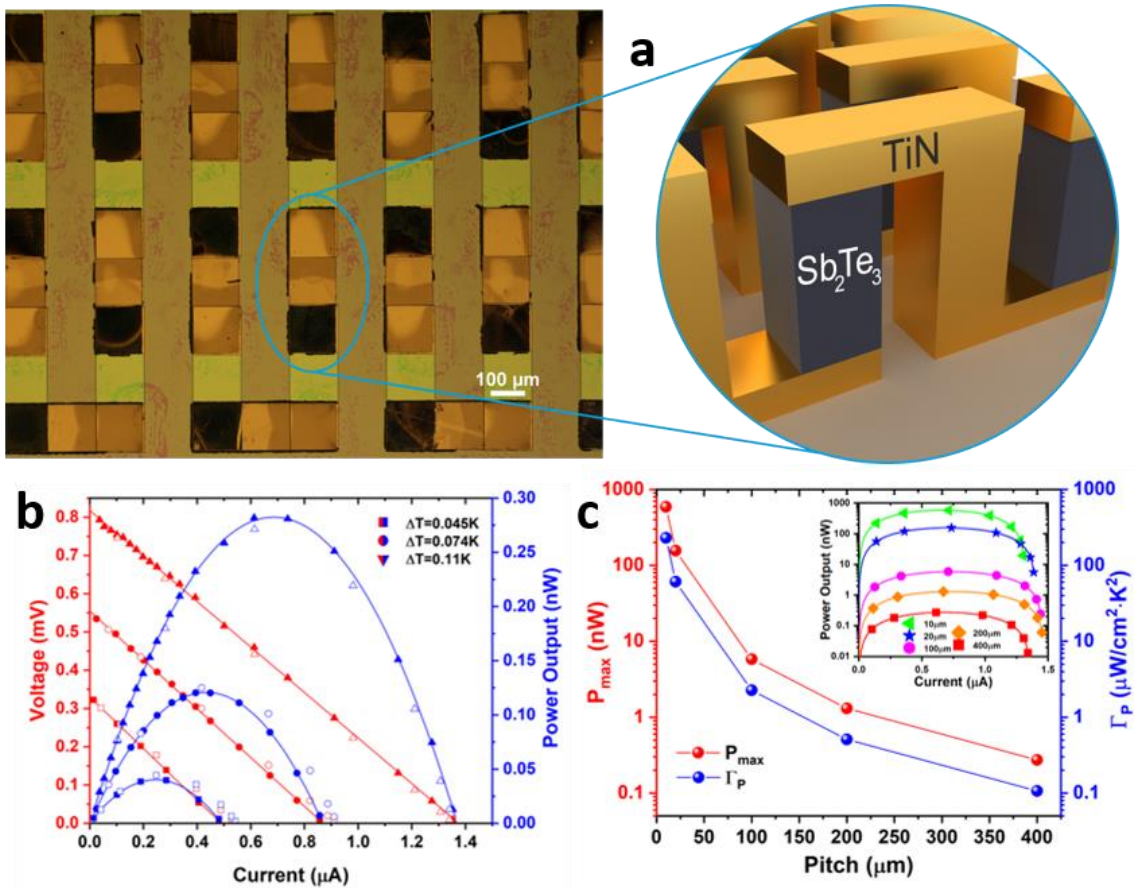 a
TiN
Sb₂Te₃
100 µm
b
ΔT=0.045K
ΔT=0.074K
ΔT=0.11K
Voltage (mV)
0.8
0.7
0.6
0.5
0.4
0.3
0.2
0.1
0.0
Power Output (nW)
0.30
0.25
0.20
0.15
0.10
0.05
0.00
0.0 0.2 0.4 0.6 0.8 1.0 1.2 1.4
Current (µA)
c
Pmax (nW)
1000
100
10
1
0.1
ΓP (µW/cm²·K²)
1000
100
10
1
0.1
Pmax
ΓP
0 50 100 150 200 250 300 350 400
Pitch (µm)
Power Output (nW)
1000
100
10
1
0.1
0.01
10µm
20µm
100µm
200µm
400µm
0.0 0.5 1.0 1.5
Current (µA)